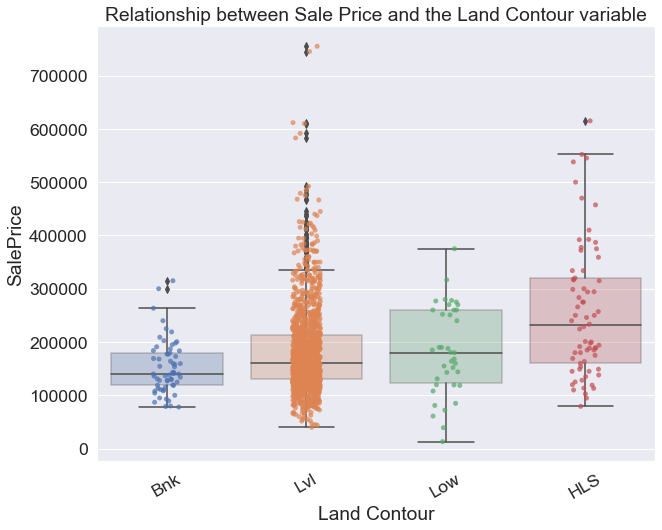 Relationship between Sale Price and the Land Contour variable
700000
600000
500000
400000
300000
200000
100000
0
SalePrice
Bnk
Lvl
Low
HLS
Land Contour